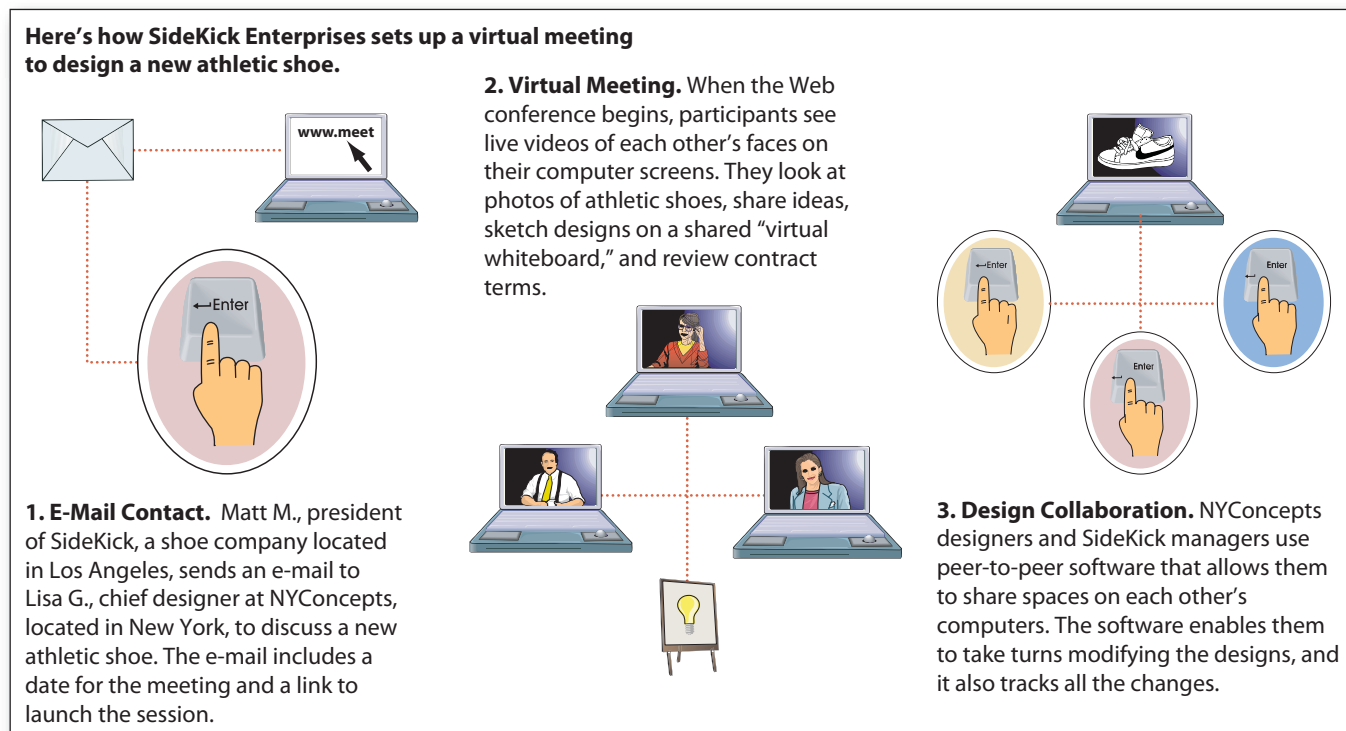 Here’s how SideKick Enterprises sets up a virtual meeting
to design a new athletic shoe.
www.meet
Enter
1. E-Mail Contact. Matt M., president
of SideKick, a shoe company located
in Los Angeles, sends an e-mail to
Lisa G., chief designer at NYConcepts,
located in New York, to discuss a new
athletic shoe. The e-mail includes a
date for the meeting and a link to
launch the session.
2. Virtual Meeting. When the Web
conference begins, participants see
live videos of each other’s faces on
their computer screens. They look at
photos of athletic shoes, share ideas,
sketch designs on a shared “virtual
whiteboard,” and review contract
terms.
Enter
Enter
Enter
3. Design Collaboration. NYConcepts
designers and SideKick managers use
peer-to-peer software that allows them
to share spaces on each other’s
computers. The software enables them
to take turns modifying the designs, and
it also tracks all the changes.